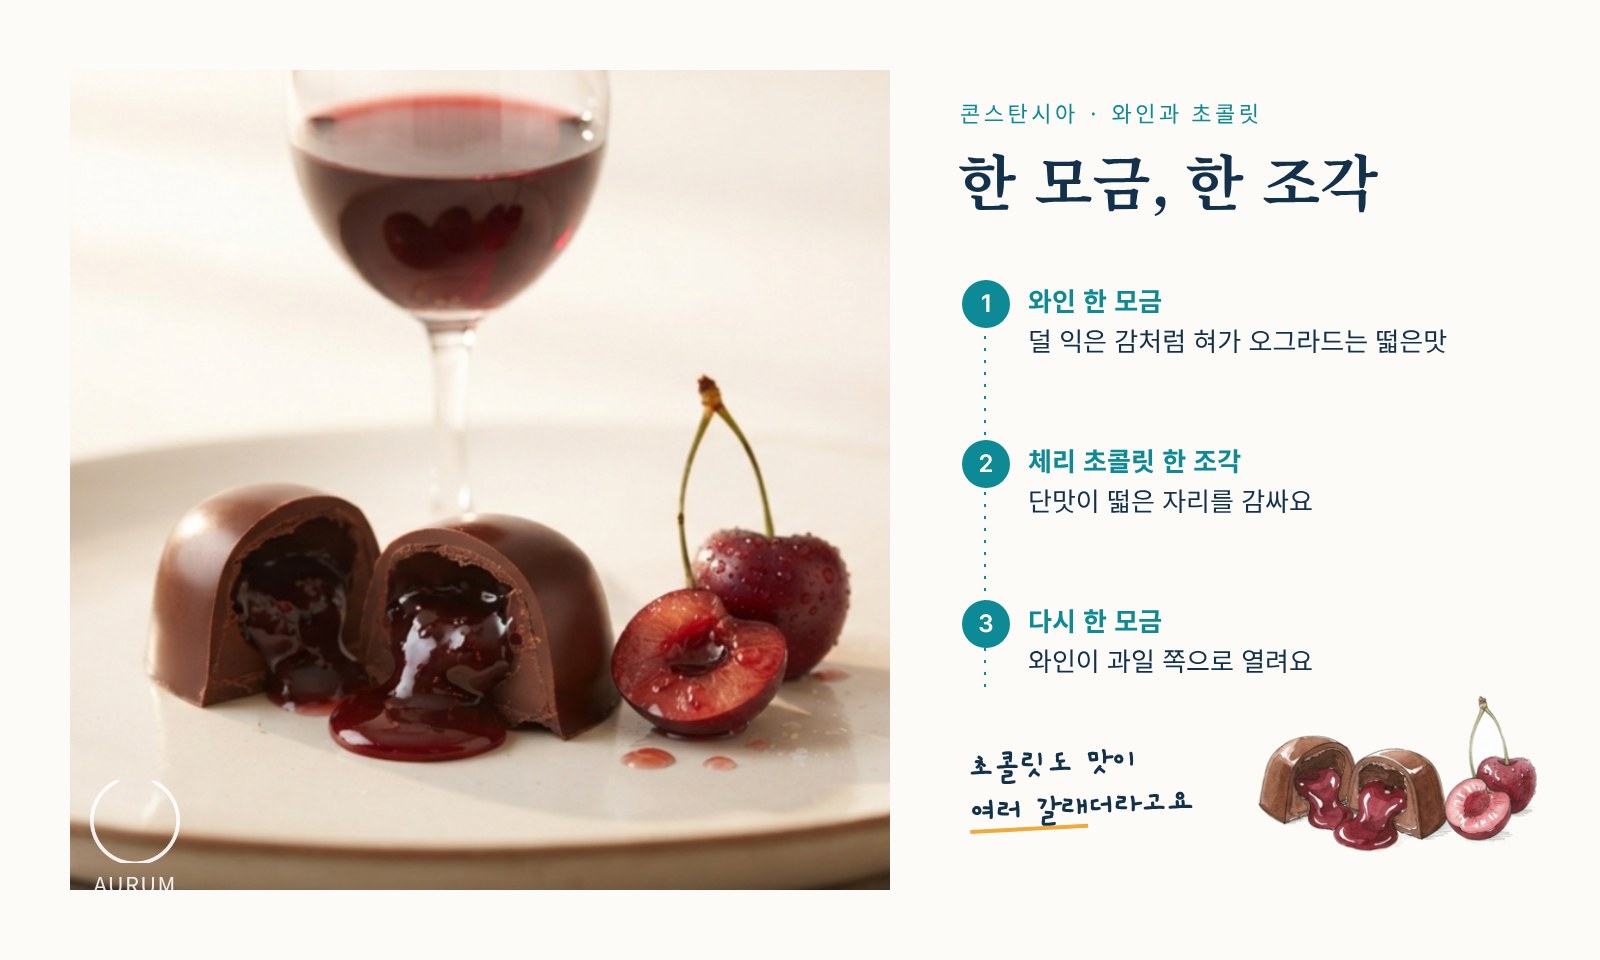 콘스탄시아 · 와인과 초콜릿
한 모금, 한 조각
1 와인 한 모금
덜 익은 감처럼 혀가 오그라드는 떫은맛
2 체리 초콜릿 한 조각
단맛이 떫은 자리를 감싸요
3 다시 한 모금
와인이 과일 쪽으로 열려요
초콜릿도 맛이
여러 갈래더라고요
AURUM